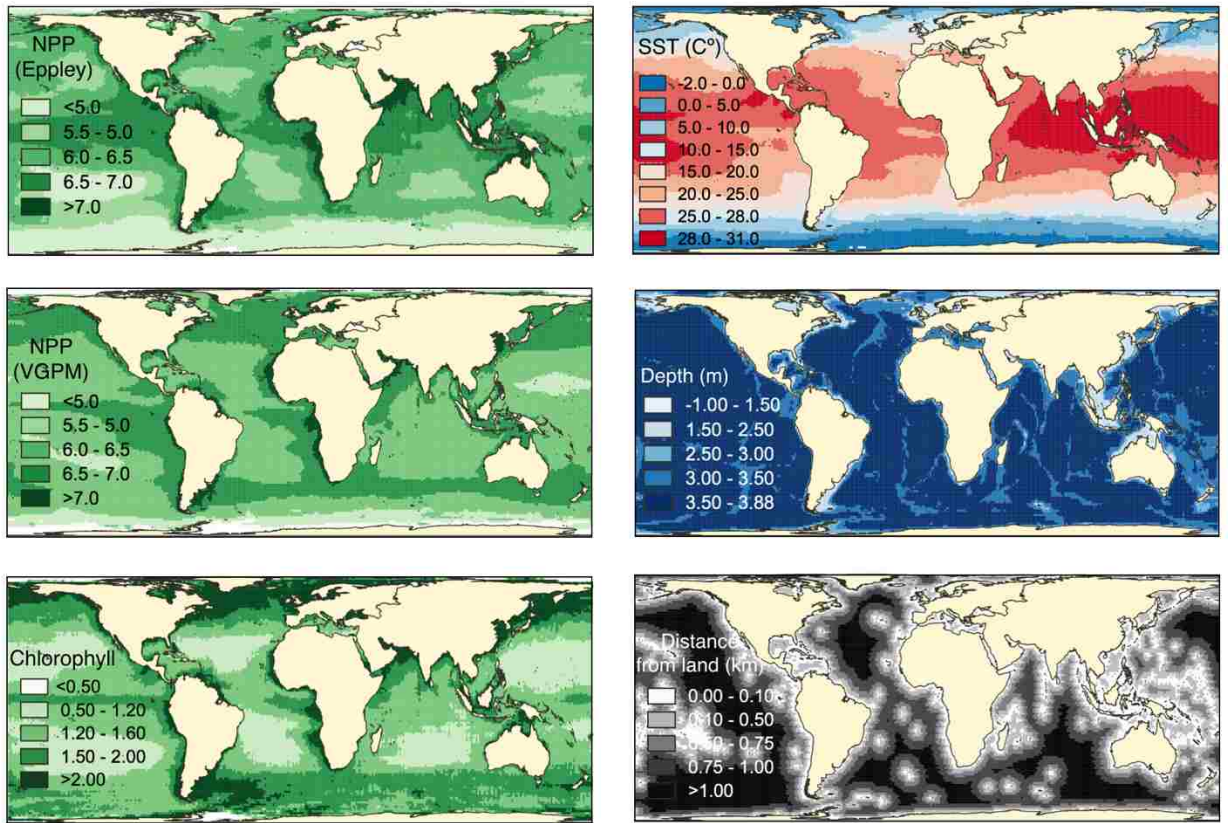 NPP
(Eppley)
<5.0
5.5 - 5.0
6.0 - 6.5
6.5 - 7.0
>7.0
SST (Cº)
-2.0 - 0.0
0.0 - 5.0
5.0 - 10.0
10.0 - 15.0
15.0 - 20.0
20.0 - 25.0
25.0 - 28.0
28.0 - 31.0
NPP
(VGPM)
<5.0
5.5 - 5.0
6.0 - 6.5
6.5 - 7.0
>7.0
Depth (m)
-1.00 - 1.50
1.50 - 2.50
2.50 - 3.00
3.00 - 3.50
3.50 - 3.88
Chlorophyll
<0.50
0.50 - 1.20
1.20 - 1.60
1.50 - 2.00
>2.00
Distance
from land (km)
0.00 - 0.10
0.10 - 0.50
0.50 - 0.75
0.75 - 1.00
>1.00